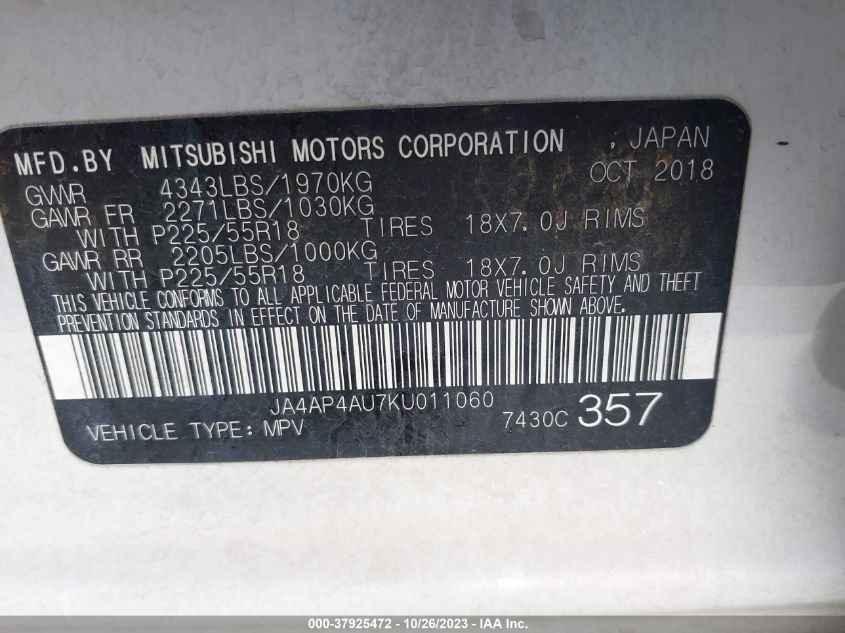 MFD.BY MITSUBISHI MOTORS CORPORATION , JAPAN
GVWR 4343LBS/1970KG OCT 2018
GAWR FR 2271LBS/1030KG
WITH P225/55R18 TIRES 18X7.0J RIMS
GAWR RR 2205LBS/1000KG
WITH P225/55R18 TIRES 18X7.0J RIMS
THIS VEHICLE CONFORMS TO ALL APPLICABLE FEDERAL MOTOR VEHICLE SAFETY AND THEFT
PREVENTION STANDARDS IN EFFECT ON THE DATE OF MANUFACTURE SHOWN ABOVE.
JA4AP4AU7KU011060
VEHICLE TYPE: MPV 7430C 357
000-37925472 - 10/26/2023 - © IAA Inc.